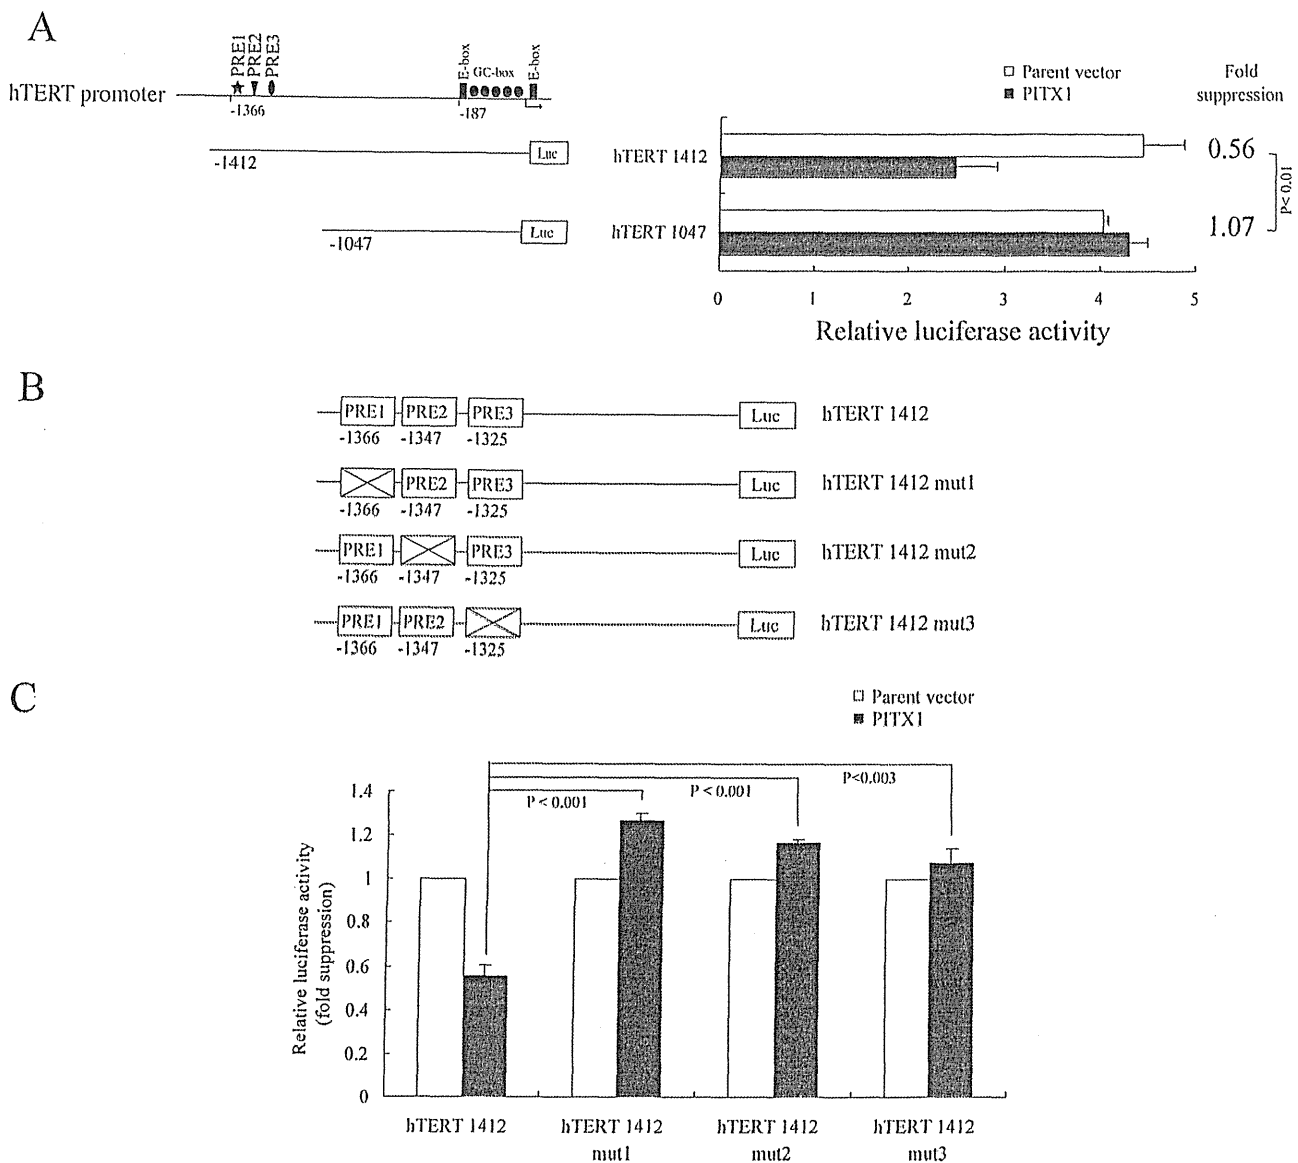 A
PRE1
PRE2
PRE3
E-box
GC-box
E-box
hTERT promoter
-1366
-187
□ Parent vector
■ PITX1
Fold
suppression
-1412
Luc
hTERT 1412
0.56
-1047
Luc
hTERT 1047
1.07
P< 0.01
0 1 2 3 4 5
Relative luciferase activity
B
PRE1 PRE2 PRE3 Luc hTERT 1412
-1366 -1347 -1325
PRE2 PRE3 Luc hTERT 1412 mut1
-1366 -1347 -1325
PRE1 PRE3 Luc hTERT 1412 mut2
-1366 -1347 -1325
PRE1 PRE2 Luc hTERT 1412 mut3
-1366 -1347 -1325
C
□ Parent vector
■ PITX1
P<0.003
P < 0.001
P < 0.001
1.4
1.2
1
0.8
0.6
0.4
0.2
0
Relative luciferase activity
(fold suppression)
hTERT 1412 hTERT 1412 hTERT 1412 hTERT 1412
mut1 mut2 mut3